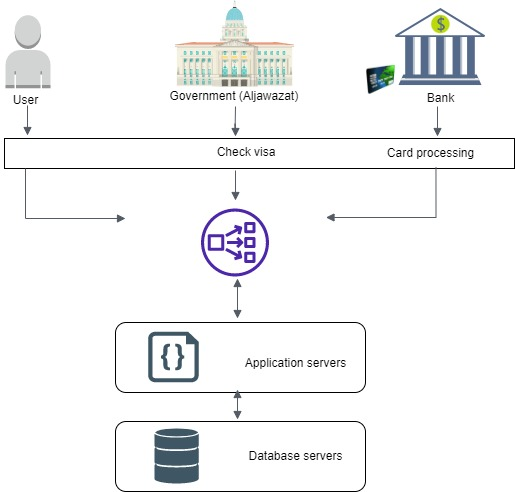 $
User
Government (Aljawazat)
Bank
Check visa
Card processing
{}
Application servers
Database servers